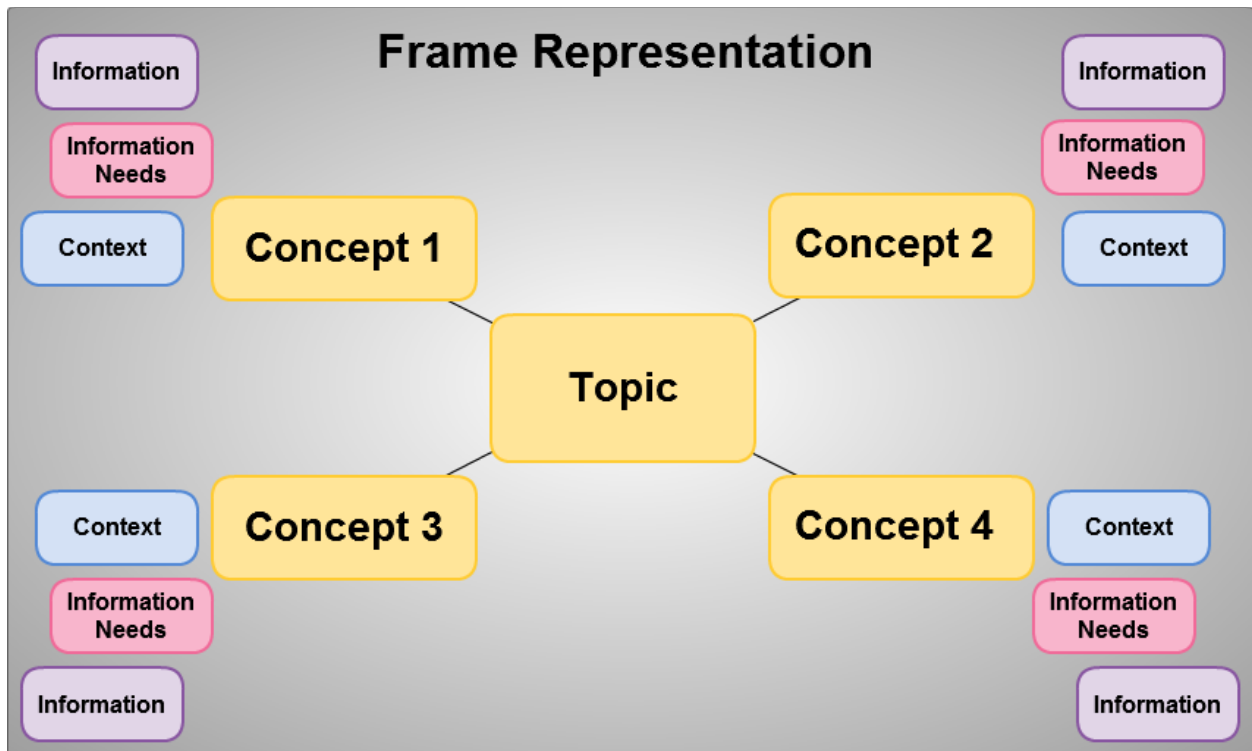 Frame Representation
Information
Information
Information
Needs
Information
Needs
Context
Concept 1
Concept 2
Context
Topic
Context
Concept 3
Concept 4
Context
Information
Needs
Information
Needs
Information
Information